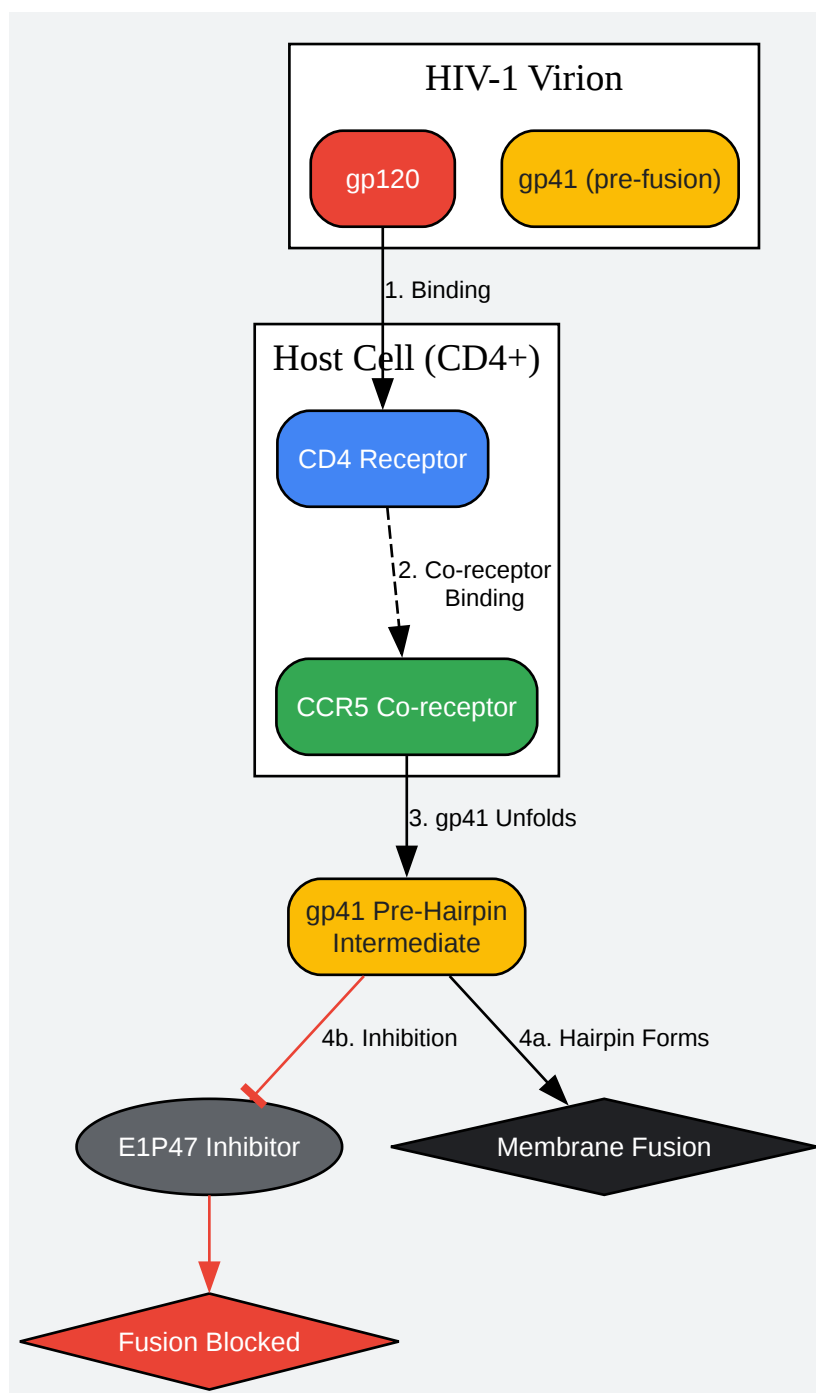 HIV-1 Virion
gp120
gp41 (pre-fusion)
1. Binding
Host Cell (CD4+)
CD4 Receptor
2. Co-receptor
Binding
CCR5 Co-receptor
3. gp41 Unfolds
gp41 Pre-Hairpin
Intermediate
4b. Inhibition
4a. Hairpin Forms
E1P47 Inhibitor
Membrane Fusion
Fusion Blocked